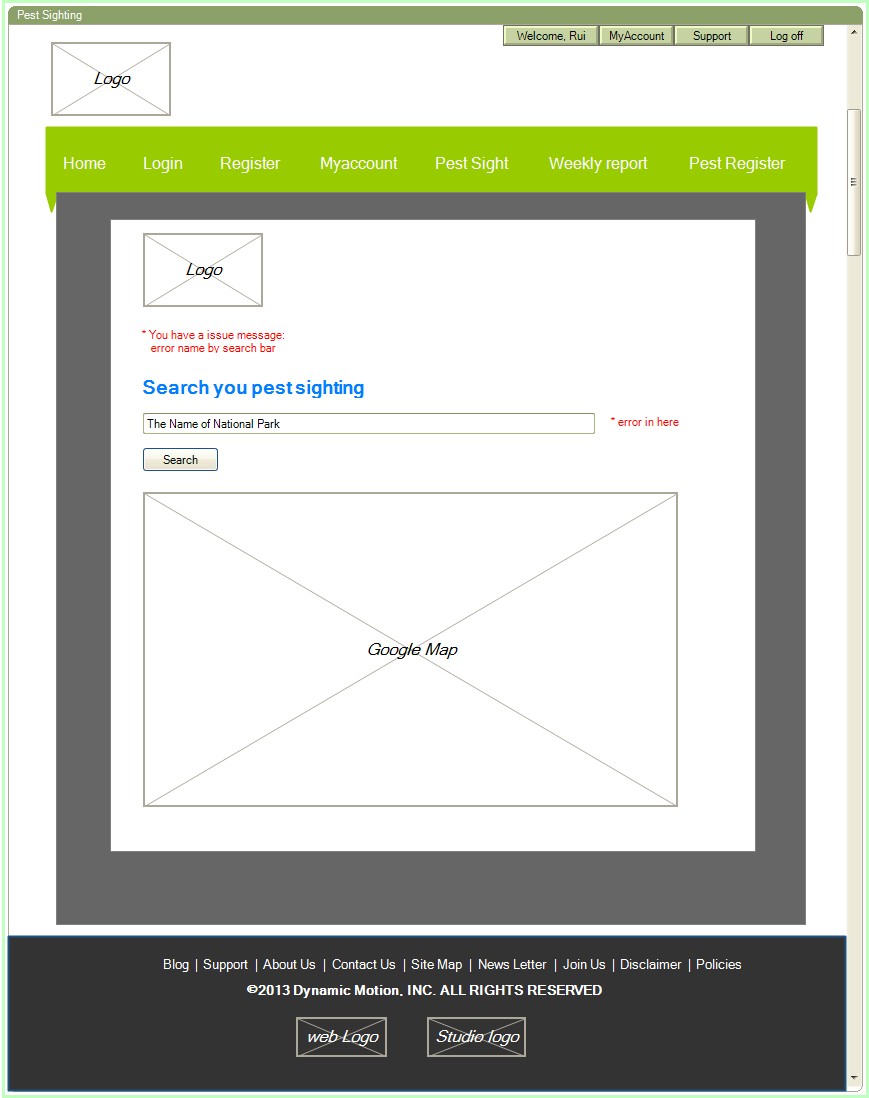 Pest Sighting
Welcome, Rui MyAccount Support Log off
Logo
Home Login Register Myaccount Pest Sight Weekly report Pest Register
Logo
* You have a issue message:
error name by search bar
Search you pest sighting
The Name of National Park * error in here
Search
Google Map
Blog | Support | About Us | Contact Us | Site Map | News Letter | Join Us | Disclaimer | Policies
©2013 Dynamic Motion, INC. ALL RIGHTS RESERVED
web Logo Studio logo